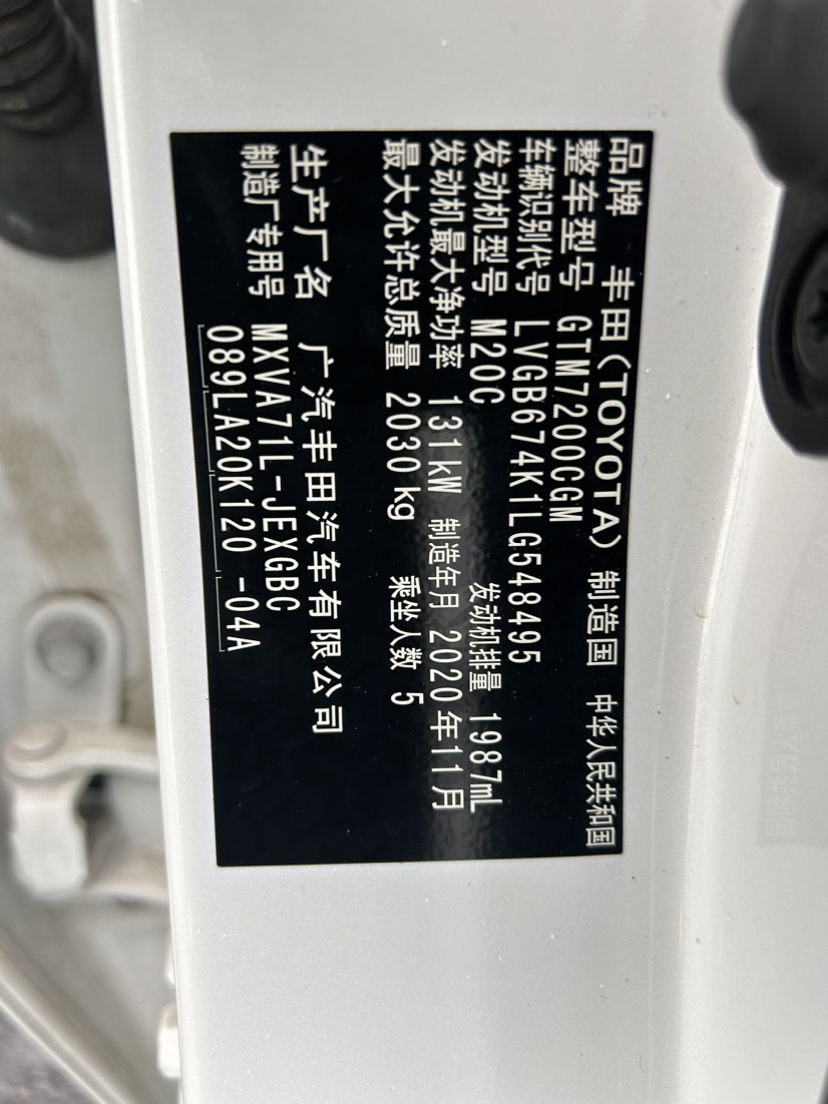 品牌 丰田(TOYOTA) 制造国 中华人民共和国
整车型号 GTM7200CGM
车辆识别代号 LVGB674K1LG548495
发动机型号 M20C 发动机排量 1987mL
发动机最大净功率 131kW 制造年月 2020年11月
最大允许总质量 2030kg 乘坐人数 5
生产厂名 广汽丰田汽车有限公司
制造厂专用号 MXVA71L-JEXGBC
089LA20K120 -04A